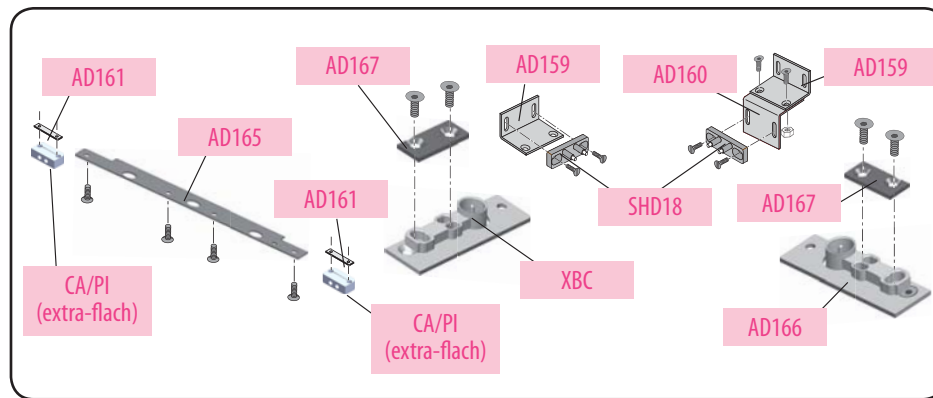 AD161
AD165
CA/PI
(extra-flach)
AD161
CA/PI
(extra-flach)
AD167
AD159
XBC
SHD18
AD160
AD159
AD167
AD166